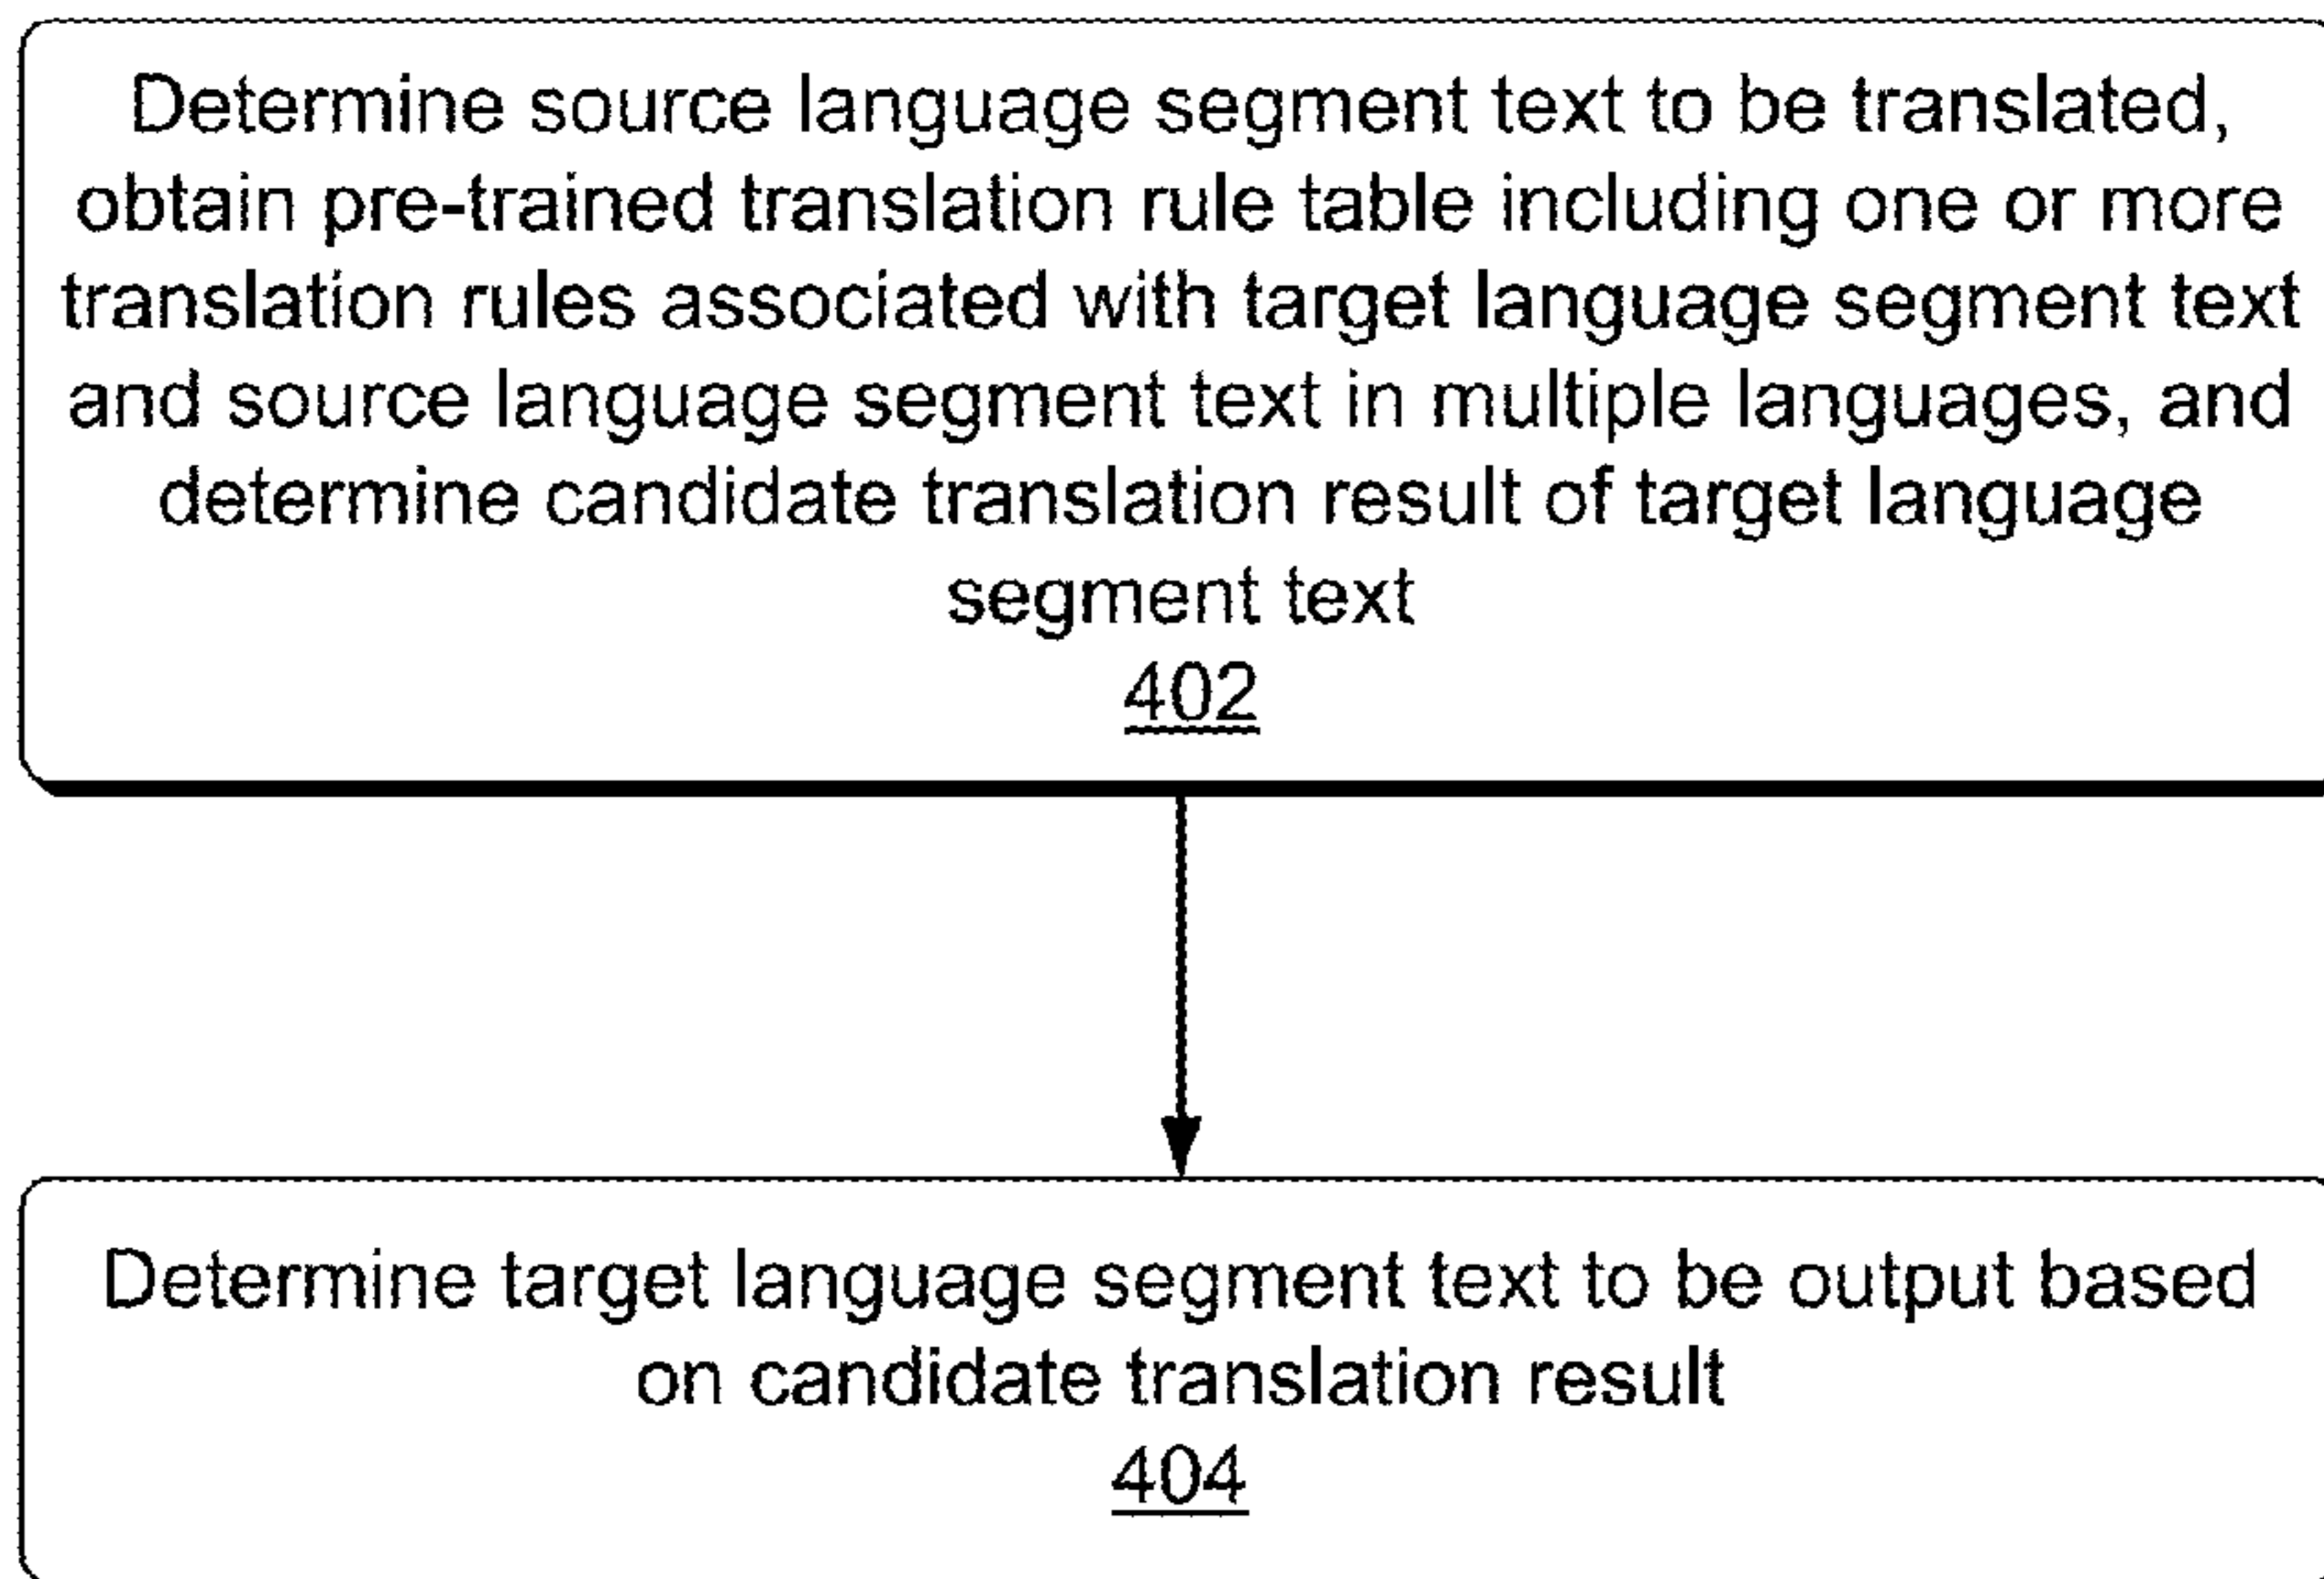 Determine source language segment text to be translated,
obtain pre-trained translation rule table including one or more
translation rules associated with target language segment text
and source language segment text in multiple languages, and
determine candidate translation result of target language
segment text
402
Determine target language segment text to be output based
on candidate translation result
404